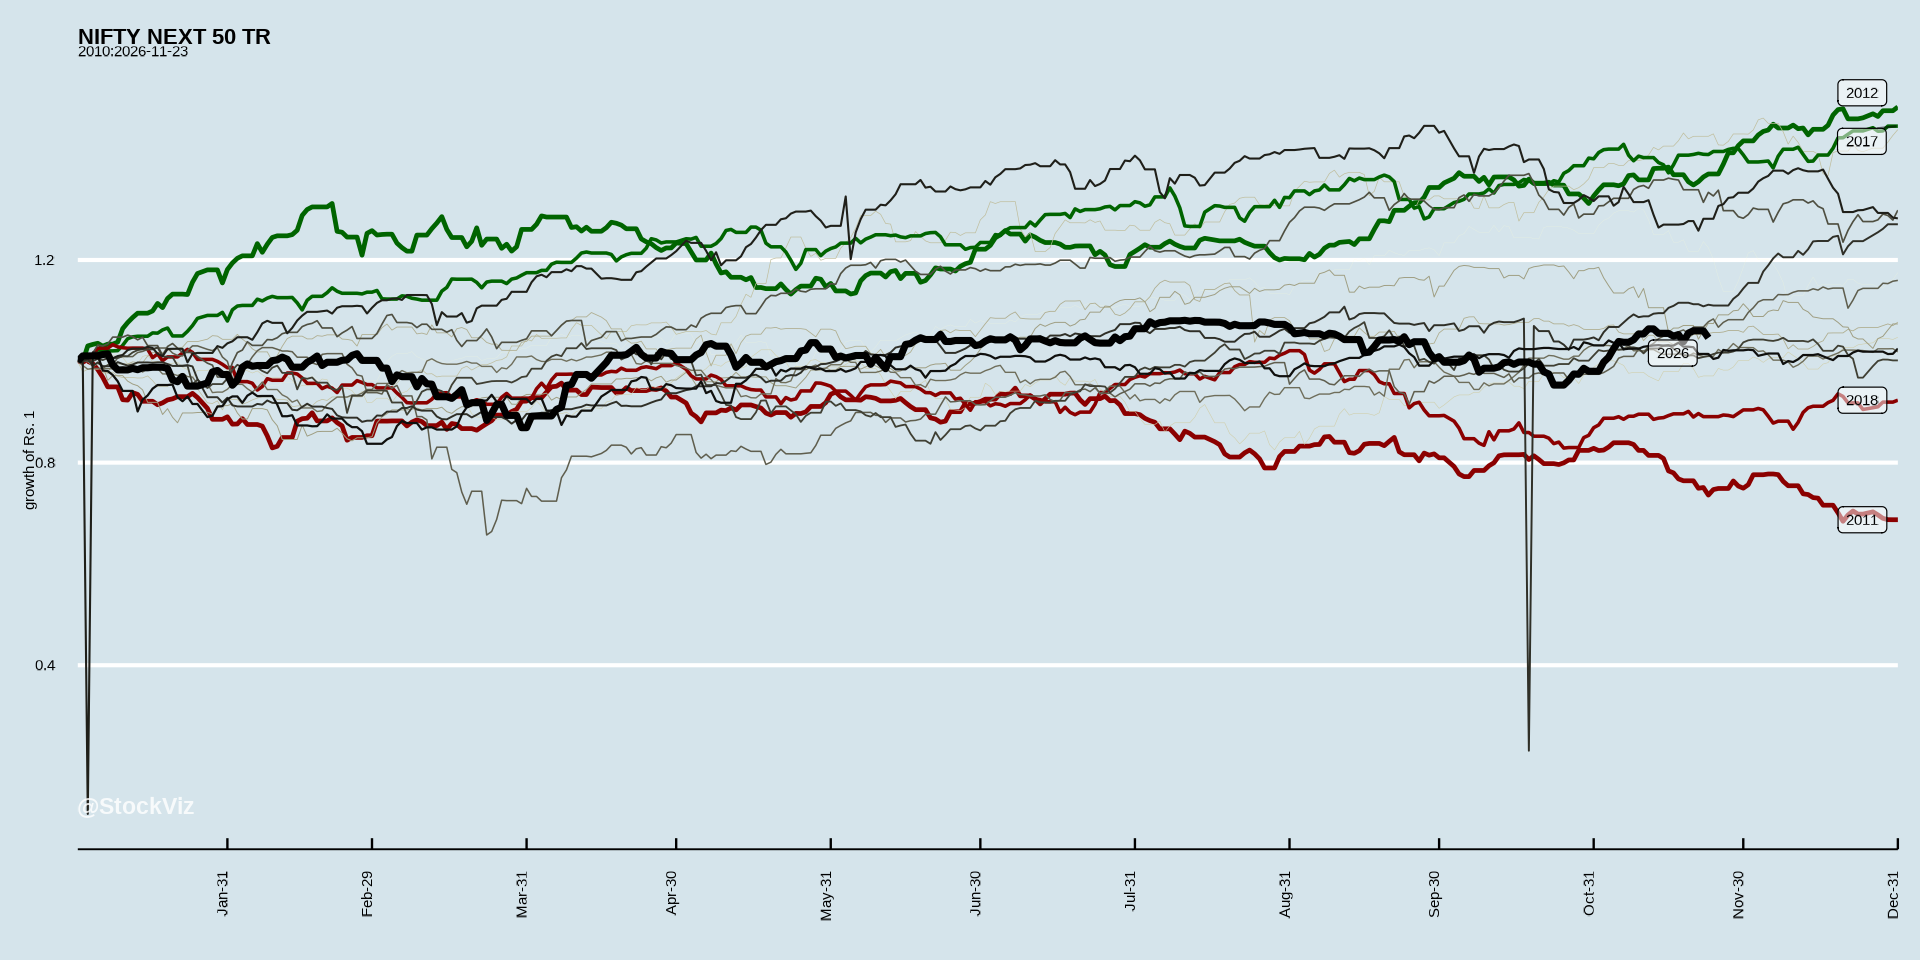 NIFTY NEXT 50 TR
2010:2026-11-23
2012
2017
1.2
2026
2018
0.8
growth of Rs. 1
2011
0.4
@StockViz
Jan-31
Feb-29
Mar-31
Apr-30
May-31
Jun-30
Jul-31
Aug-31
Sep-30
Oct-31
Nov-30
Dec-31